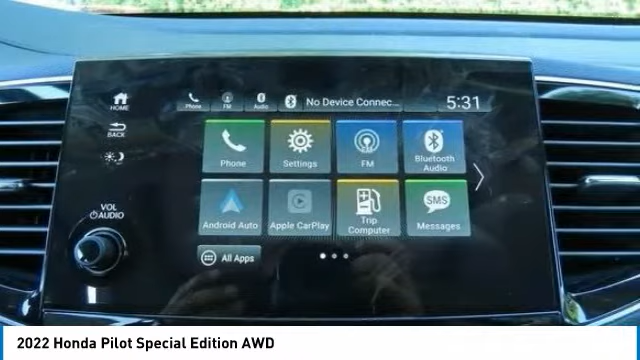 HOME
Phone FM Audio No Device Connec... 5:31
BACK
Phone Settings FM Bluetooth Audio
VOL
AUDIO
Android Auto Apple CarPlay Trip Computer SMS Messages
All Apps
2022 Honda Pilot Special Edition AWD